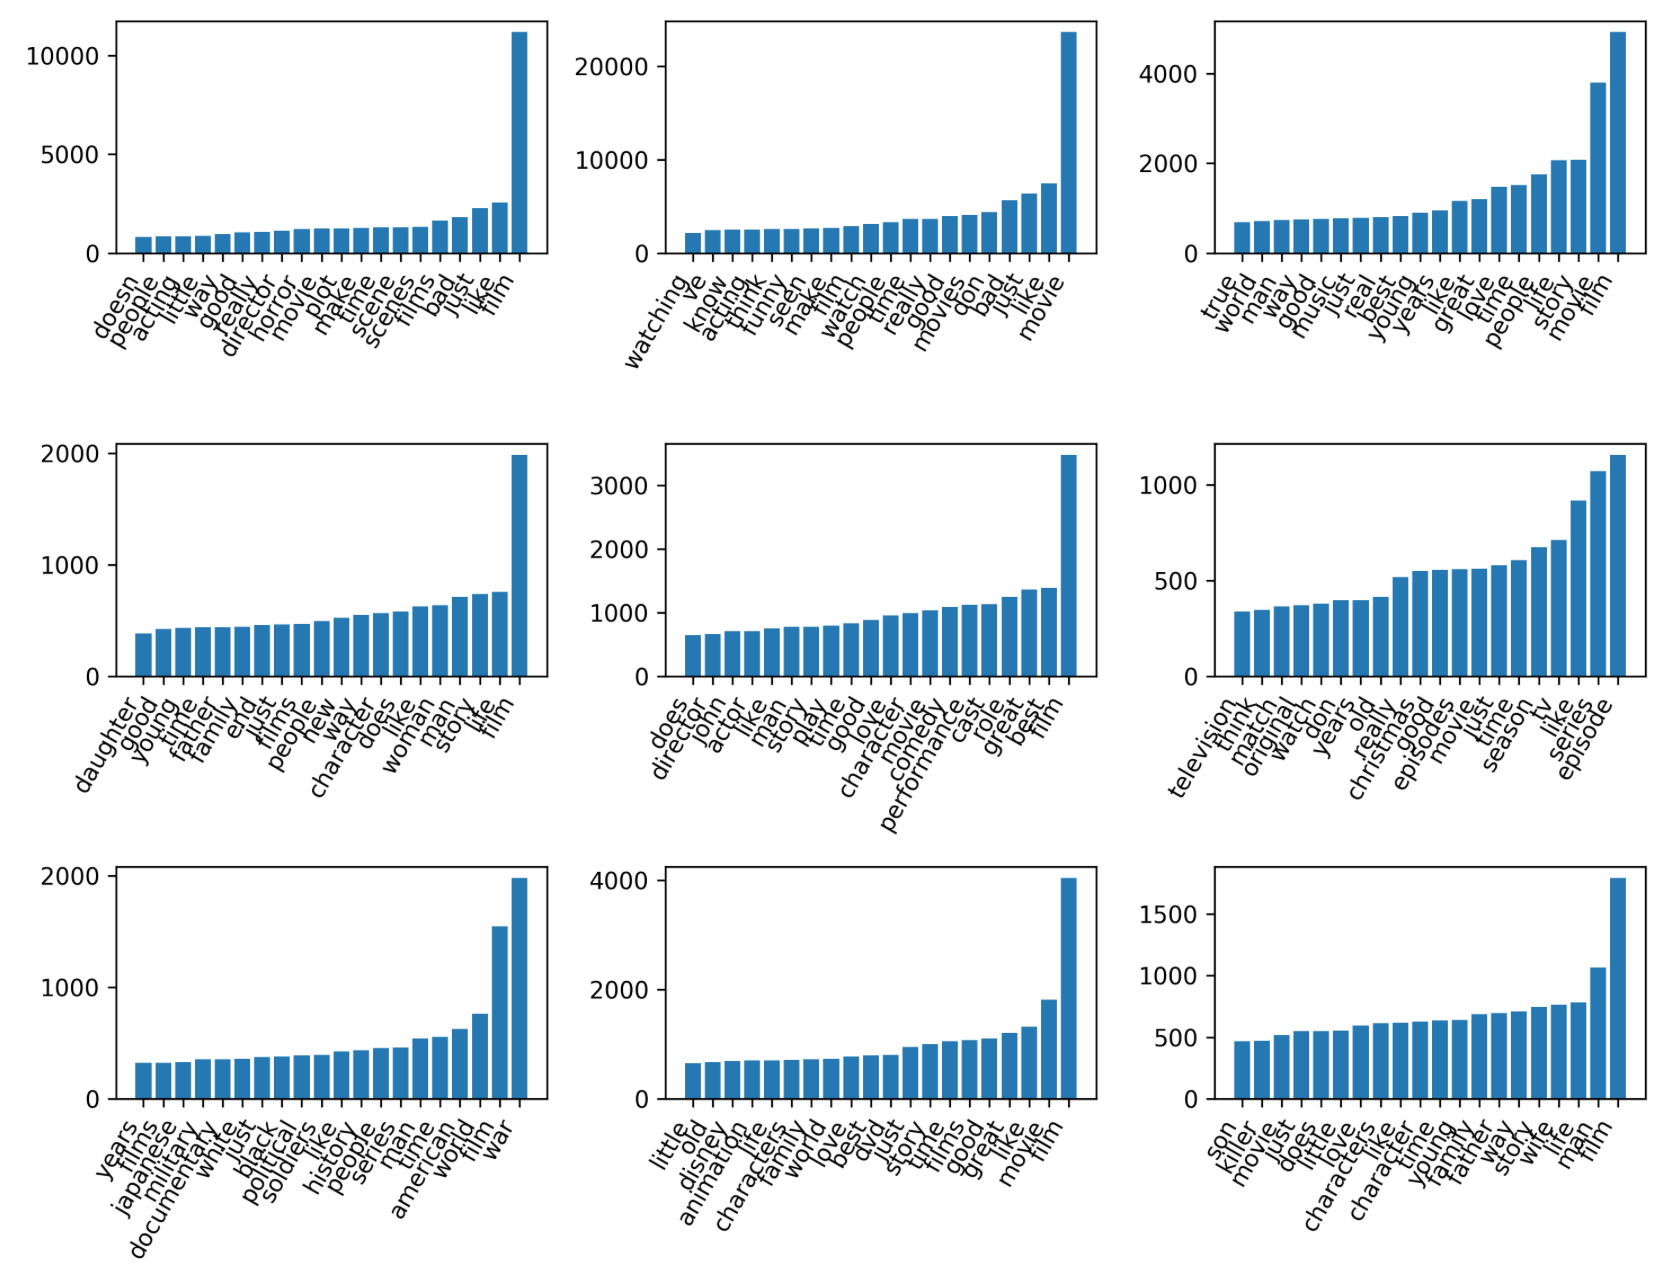 10000
5000
0
doesn
people
acting
little
way
good
really
director
horror
movie
plot
make
time
scene
scenes
films
bad
just
like
film
20000
10000
0
watching
ve
know
acting
think
funny
seen
make
film
watch
people
time
really
good
movies
don
bad
just
like
movie
4000
2000
0
true
world
man
way
good
music
just
real
best
young
years
like
great
love
time
people
life
story
movie
film
2000
1000
0
daughter
good
young
time
father
family
end
just
films
people
new
way
character
does
like
woman
man
story
life
film
3000
2000
1000
0
does
director
john
actor
like
man
story
play
time
good
love
character
movie
comedy
performance
cast
role
great
best
film
1000
500
0
television
think
match
original
watch
don
years
old
really
christmas
good
episodes
movie
just
time
season
tv
like
series
episode
2000
1000
0
years
films
japanese
military
documentary
white
just
black
political
soldiers
like
history
people
series
man
time
american
world
film
war
4000
2000
0
little
old
disney
animation
life
characters
family
world
love
best
dvd
just
story
time
films
good
great
like
movie
film
1500
1000
500
0
son
killer
movie
just
does
little
love
characters
like
character
time
young
family
father
way
story
wife
life
man
film